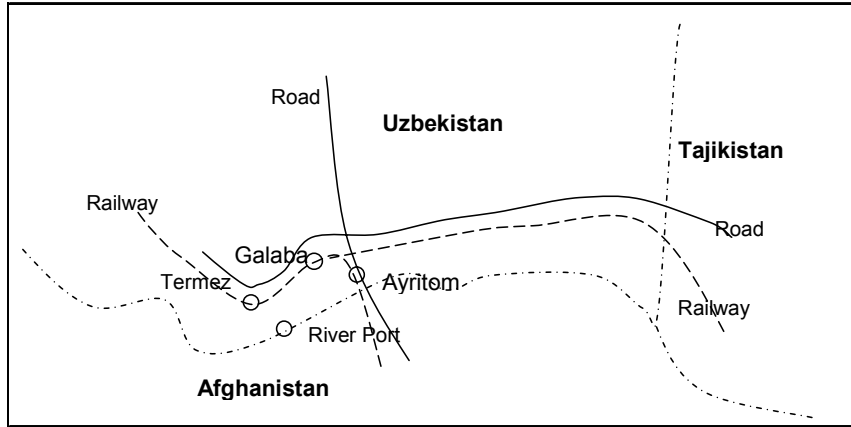 Road
Uzbekistan
Tajikistan
Railway
Road
Galaba
Termez
Ayritom
Railway
River Port
Afghanistan